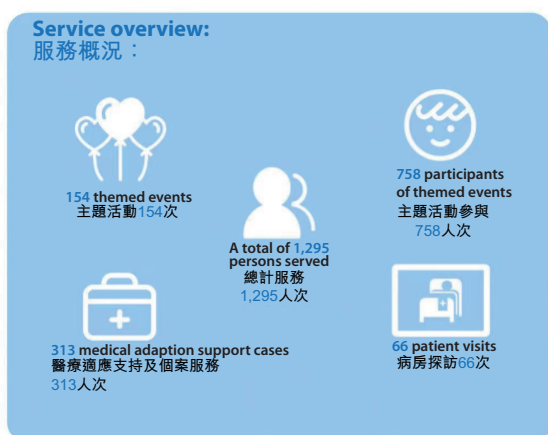 Service overview:
服務概況：
154 themed events
主題活動154次
758 participants
of themed events
主題活動參與
758人次
A total of 1,295
persons served
總計服務
1,295人次
313 medical adaption support cases
醫療適應支持及個案服務
313人次
66 patient visits
病房探訪66次